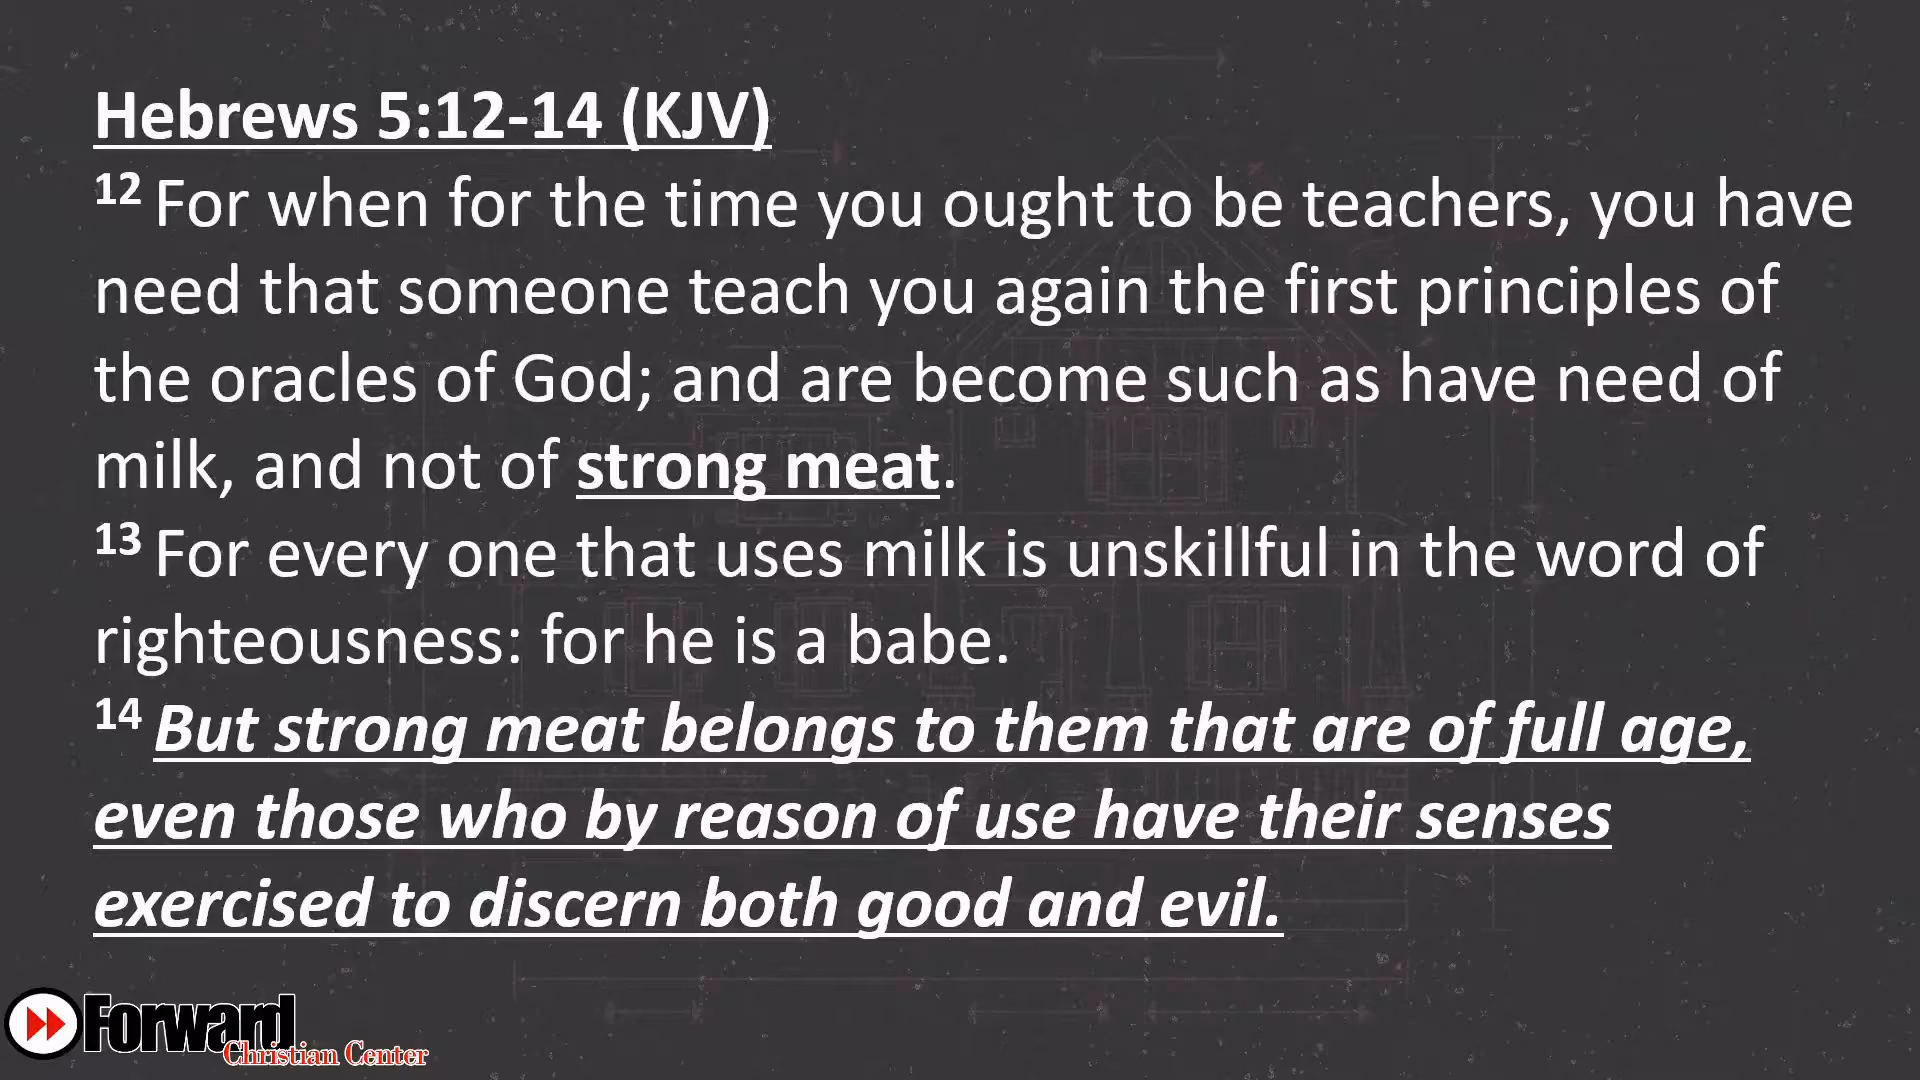 Hebrews 5:12-14 (KJV)
12 For when for the time you ought to be teachers, you have
need that someone teach you again the first principles of
the oracles of God; and are become such as have need of
milk, and not of strong meat.
13 For every one that uses milk is unskillful in the word of
righteousness: for he is a babe.
14 But strong meat belongs to them that are of full age,
even those who by reason of use have their senses
exercised to discern both good and evil.
Forward
Christian Center